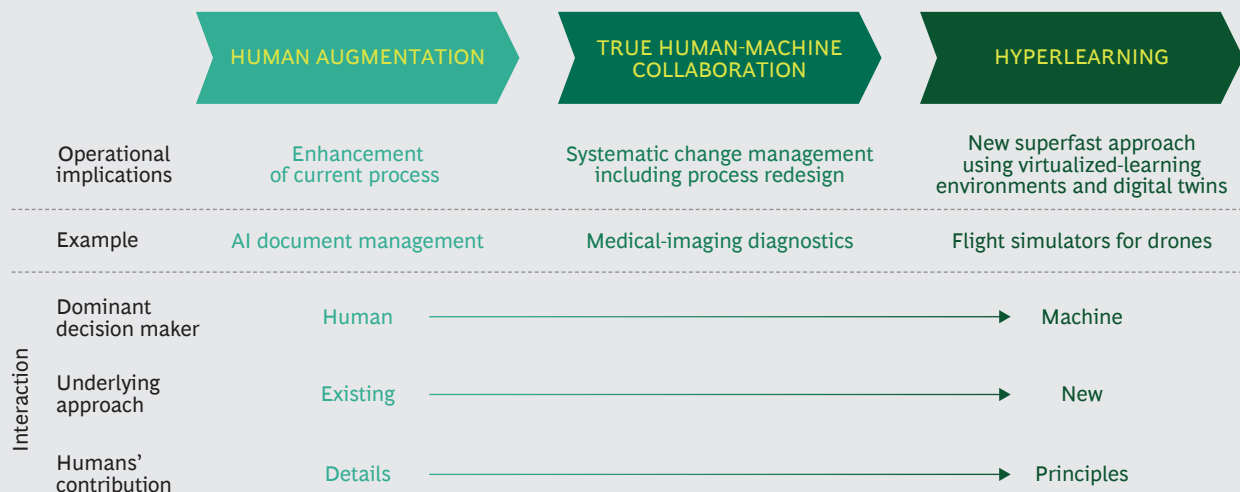 HUMAN AUGMENTATION
TRUE HUMAN-MACHINE
COLLABORATION
HYPERLEARNING
Operational
implications
Enhancement
of current process
Systematic change management
including process redesign
New superfast approach
using virtualized-learning
environments and digital twins
Example
AI document management
Medical-imaging diagnostics
Flight simulators for drones
Interaction
Dominant
decision maker
Human
Machine
Underlying
approach
Existing
New
Humans'
contribution
Details
Principles